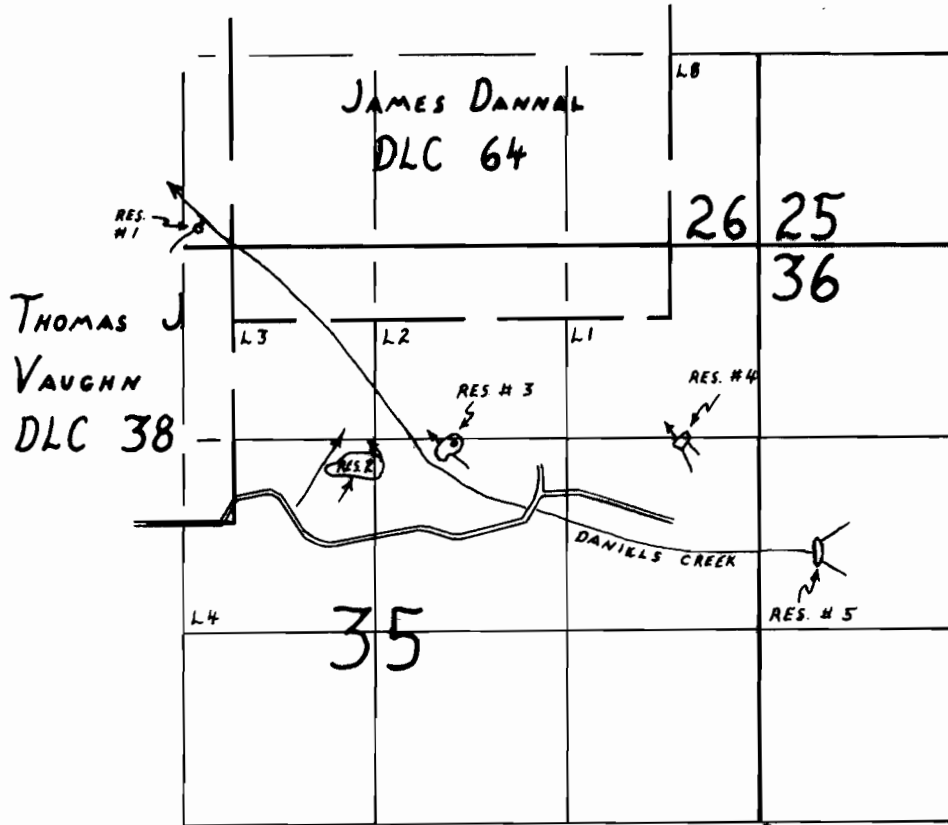 L8
JAMES DANNAL
DLC 64
RES.
#1
26 25
36
THOMAS J
VAUGHN
DLC 38
L3
L2
L1
RES. # 3
RES. #4
RES. 2
DANIELS CREEK
RES. # 5
L4
35